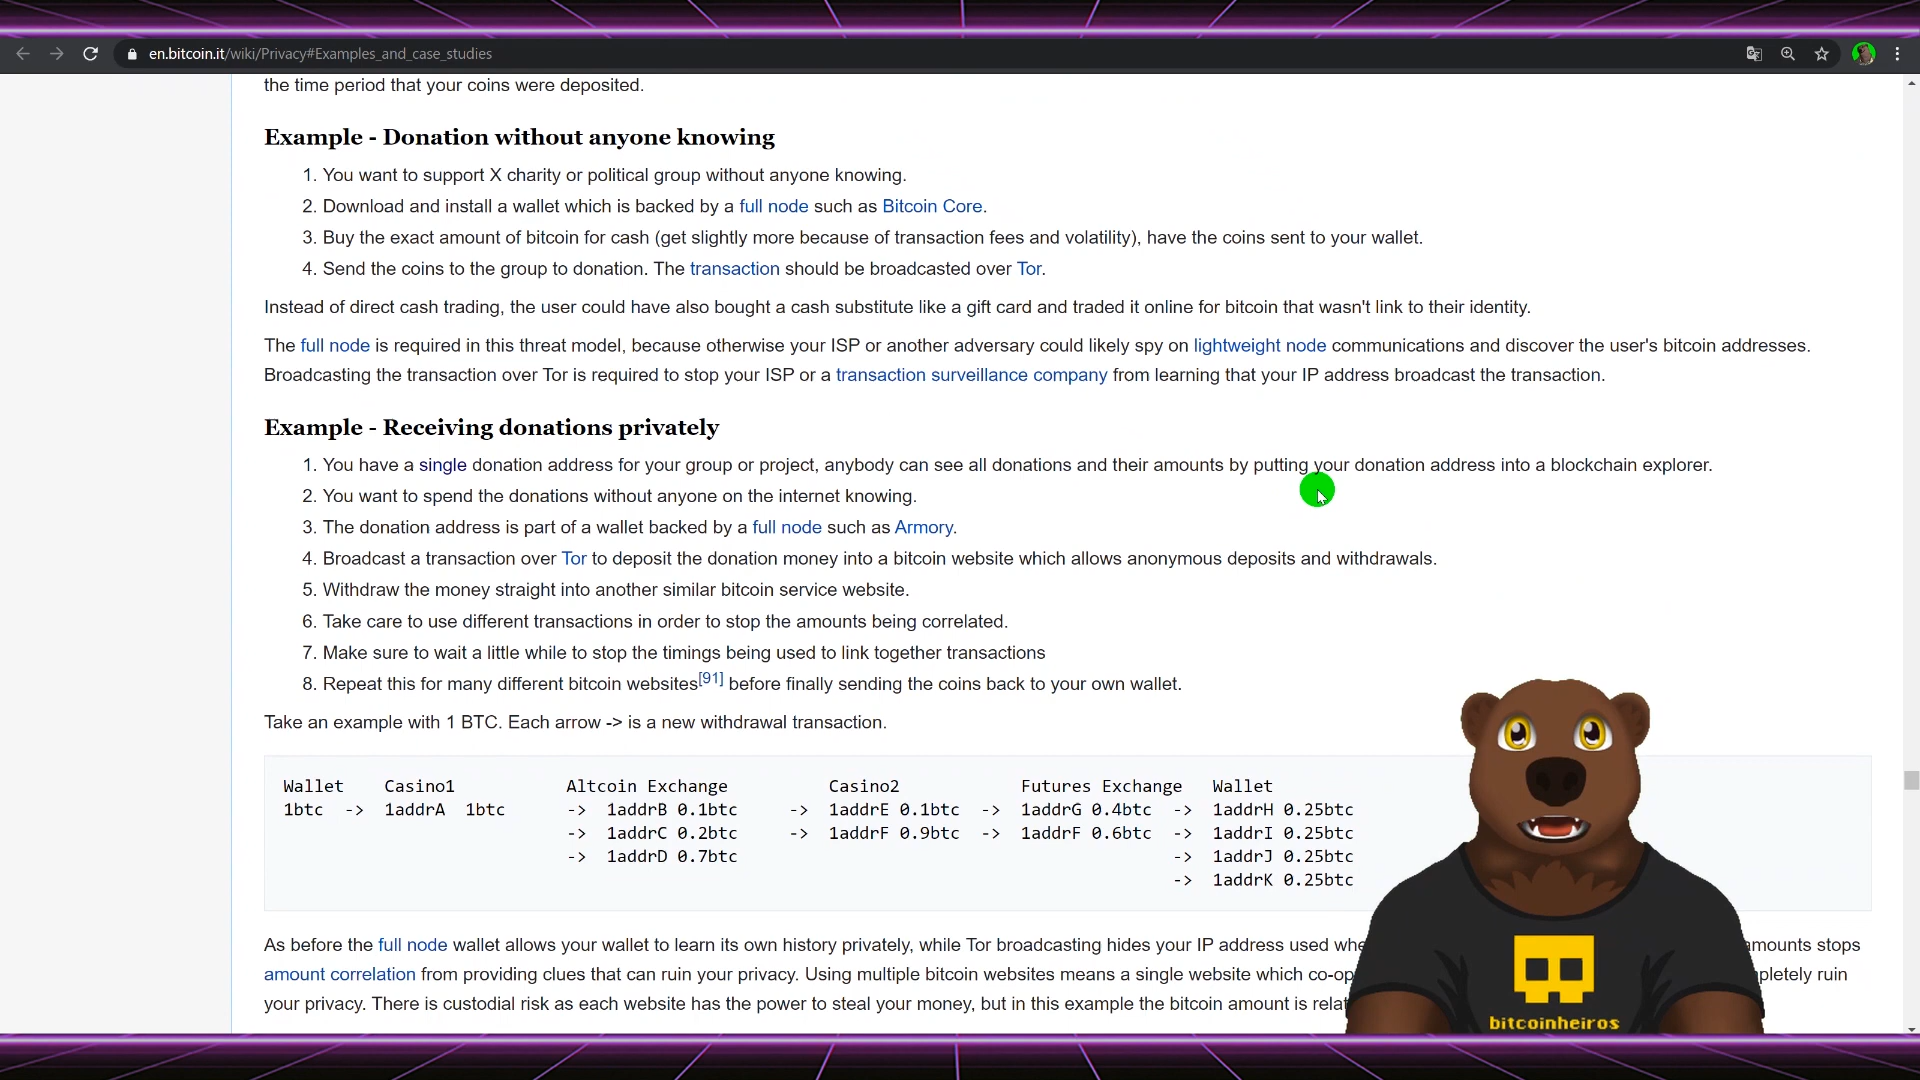 en.bitcoin.it/wiki/Privacy#Examples_and_case_studies
the time period that your coins were deposited.
Example - Donation without anyone knowing
1. You want to support X charity or political group without anyone knowing.
2. Download and install a wallet which is backed by a full node such as Bitcoin Core.
3. Buy the exact amount of bitcoin for cash (get slightly more because of transaction fees and volatility), have the coins sent to your wallet.
4. Send the coins to the group to donation. The transaction should be broadcasted over Tor.
Instead of direct cash trading, the user could have also bought a cash substitute like a gift card and traded it online for bitcoin that wasn't link to their identity.
The full node is required in this threat model, because otherwise your ISP or another adversary could likely spy on lightweight node communications and discover the user's bitcoin addresses.
Broadcasting the transaction over Tor is required to stop your ISP or a transaction surveillance company from learning that your IP address broadcast the transaction.
Example - Receiving donations privately
1. You have a single donation address for your group or project, anybody can see all donations and their amounts by putting your donation address into a blockchain explorer.
2. You want to spend the donations without anyone on the internet knowing.
3. The donation address is part of a wallet backed by a full node such as Armory.
4. Broadcast a transaction over Tor to deposit the donation money into a bitcoin website which allows anonymous deposits and withdrawals.
5. Withdraw the money straight into another similar bitcoin service website.
6. Take care to use different transactions in order to stop the amounts being correlated.
7. Make sure to wait a little while to stop the timings being used to link together transactions
8. Repeat this for many different bitcoin websites[91] before finally sending the coins back to your own wallet.
Take an example with 1 BTC. Each arrow -> is a new withdrawal transaction.
Wallet Casino1 Altcoin Exchange Casino2 Futures Exchange Wallet
1btc -> 1addrA 1btc -> 1addrB 0.1btc -> 1addrE 0.1btc -> 1addrG 0.4btc -> 1addrH 0.25btc
-> 1addrC 0.2btc -> 1addrF 0.9btc -> 1addrF 0.6btc -> 1addrI 0.25btc
-> 1addrD 0.7btc -> 1addrJ 0.25btc
-> 1addrK 0.25btc
As before the full node wallet allows your wallet to learn its own history privately, while Tor broadcasting hides your IP address used stops
amount correlation from providing clues that can ruin your privacy. Using multiple bitcoin websites means a single website which ruin
your privacy. There is custodial risk as each website has the power to steal your money, but in this example the bitcoin amount is
bitcoinheiros